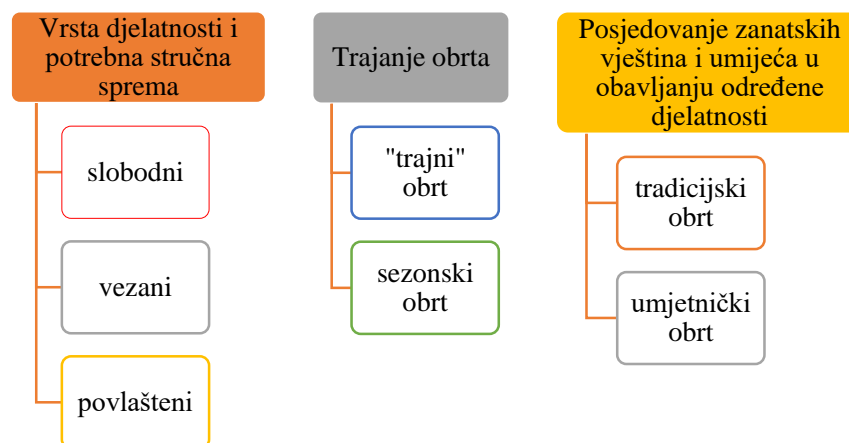 Vrsta djelatnosti i
potrebna stručna
sprema
slobodni
vezani
povlašteni
Trajanje obrta
"trajni"
obrt
sezonski
obrt
Posjedovanje zanatskih
vještina i umijeća u
obavljanju određene
djelatnosti
tradicijski
obrt
umjetnički
obrt